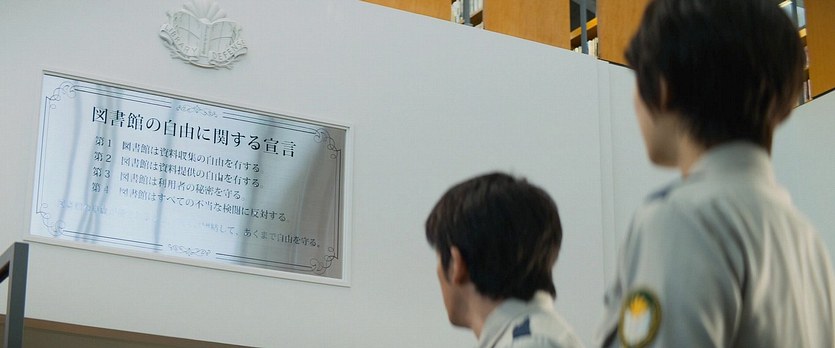 図書館の自由に関する宣言
第1 図書館は資料収集の自由を有する。
第2 図書館は資料提供の自由を有する。
第3 図書館は利用者の秘密を守る。
第4 図書館はすべての不当な検閲に反対する。
して、あくまで自由を守る。